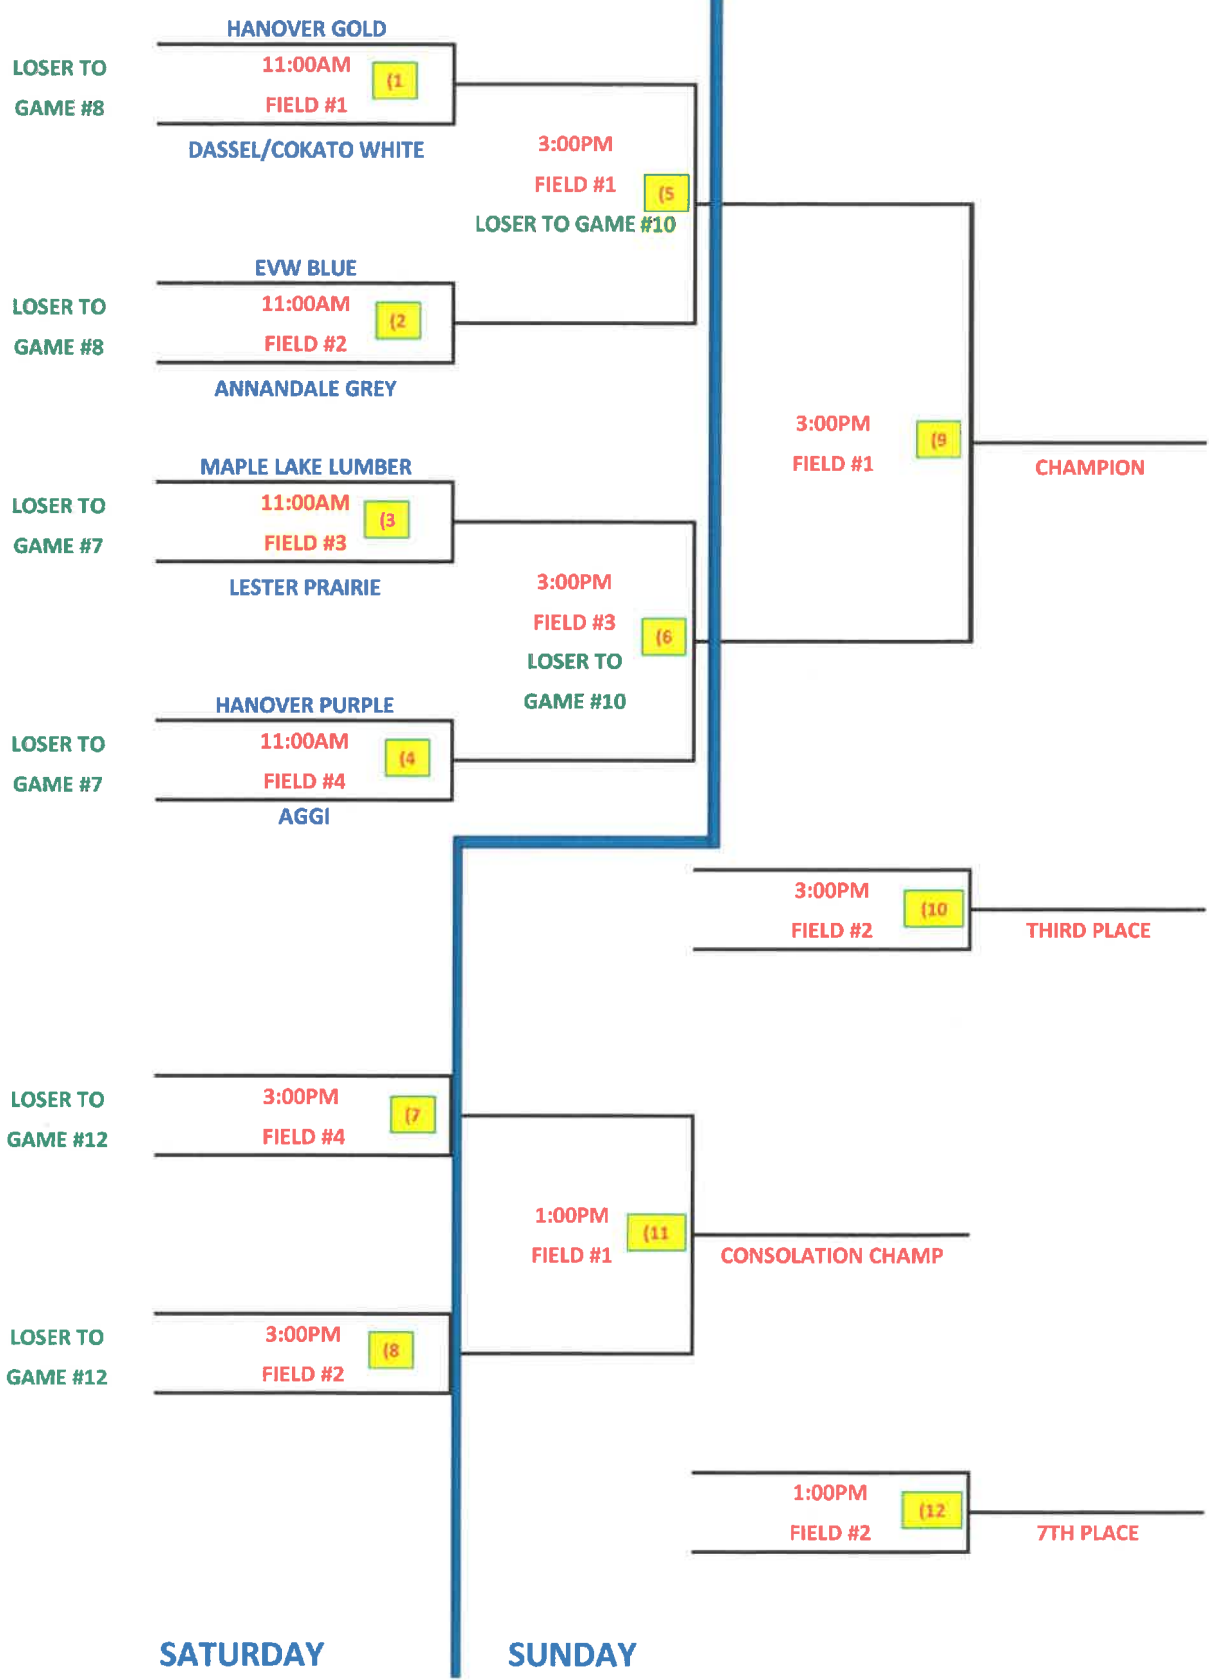 HANOVER GOLD
LOSER TO
GAME #8
11:00AM
FIELD #1
(1
DASSEL/COKATO WHITE
3:00PM
FIELD #1
(5
LOSER TO GAME #10
EVW BLUE
LOSER TO
GAME #8
11:00AM
FIELD #2
(2
ANNANDALE GREY
3:00PM
FIELD #1
(9
CHAMPION
MAPLE LAKE LUMBER
LOSER TO
GAME #7
11:00AM
FIELD #3
(3
LESTER PRAIRIE
3:00PM
FIELD #3
(6
LOSER TO
GAME #10
HANOVER PURPLE
LOSER TO
GAME #7
11:00AM
FIELD #4
(4
AGGI
3:00PM
FIELD #2
(10
THIRD PLACE
LOSER TO
GAME #12
3:00PM
FIELD #4
(7
1:00PM
FIELD #1
(11
CONSOLATION CHAMP
LOSER TO
GAME #12
3:00PM
FIELD #2
(8
1:00PM
FIELD #2
(12
7TH PLACE
SATURDAY
SUNDAY